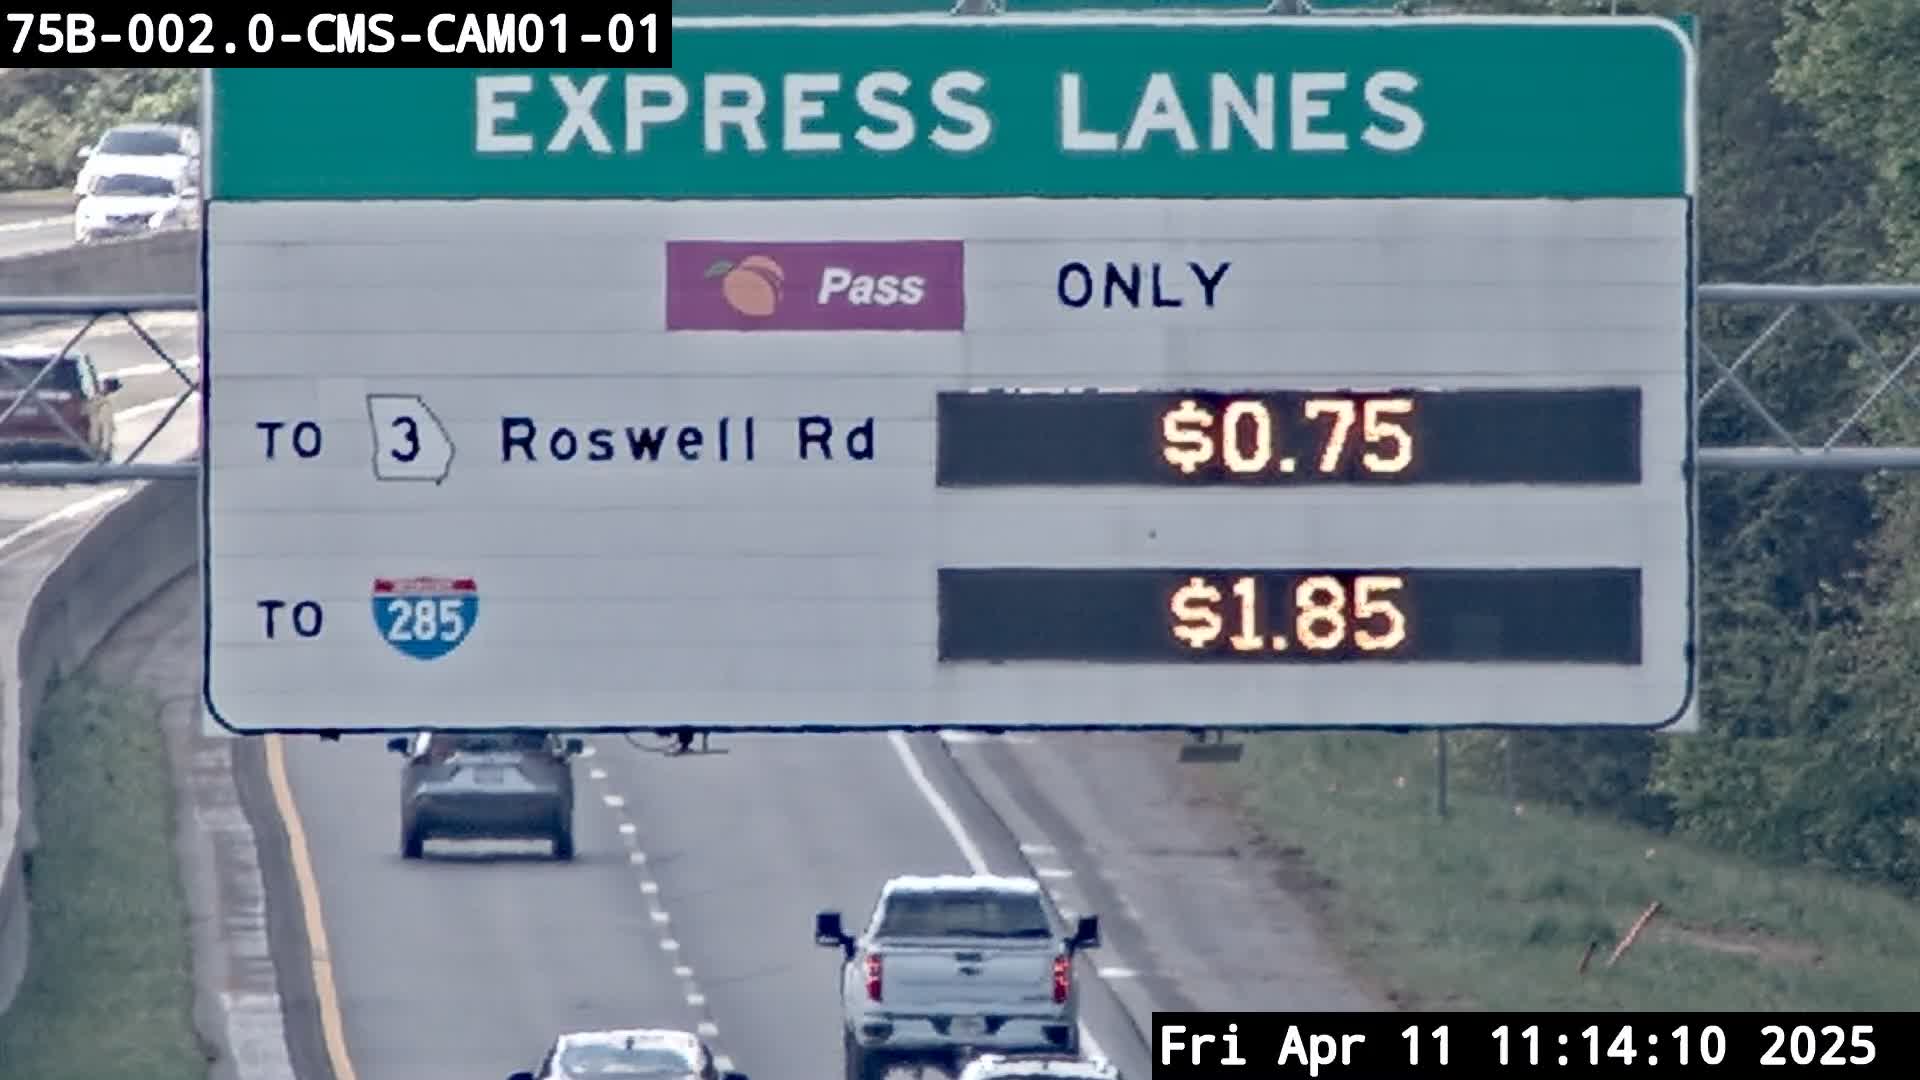 75B-002.0-CMS-CAM01-01
EXPRESS LANES
Pass ONLY
TO 3 Roswell Rd $0.75
TO 285 $1.85
Fri Apr 11 11:14:10 2025